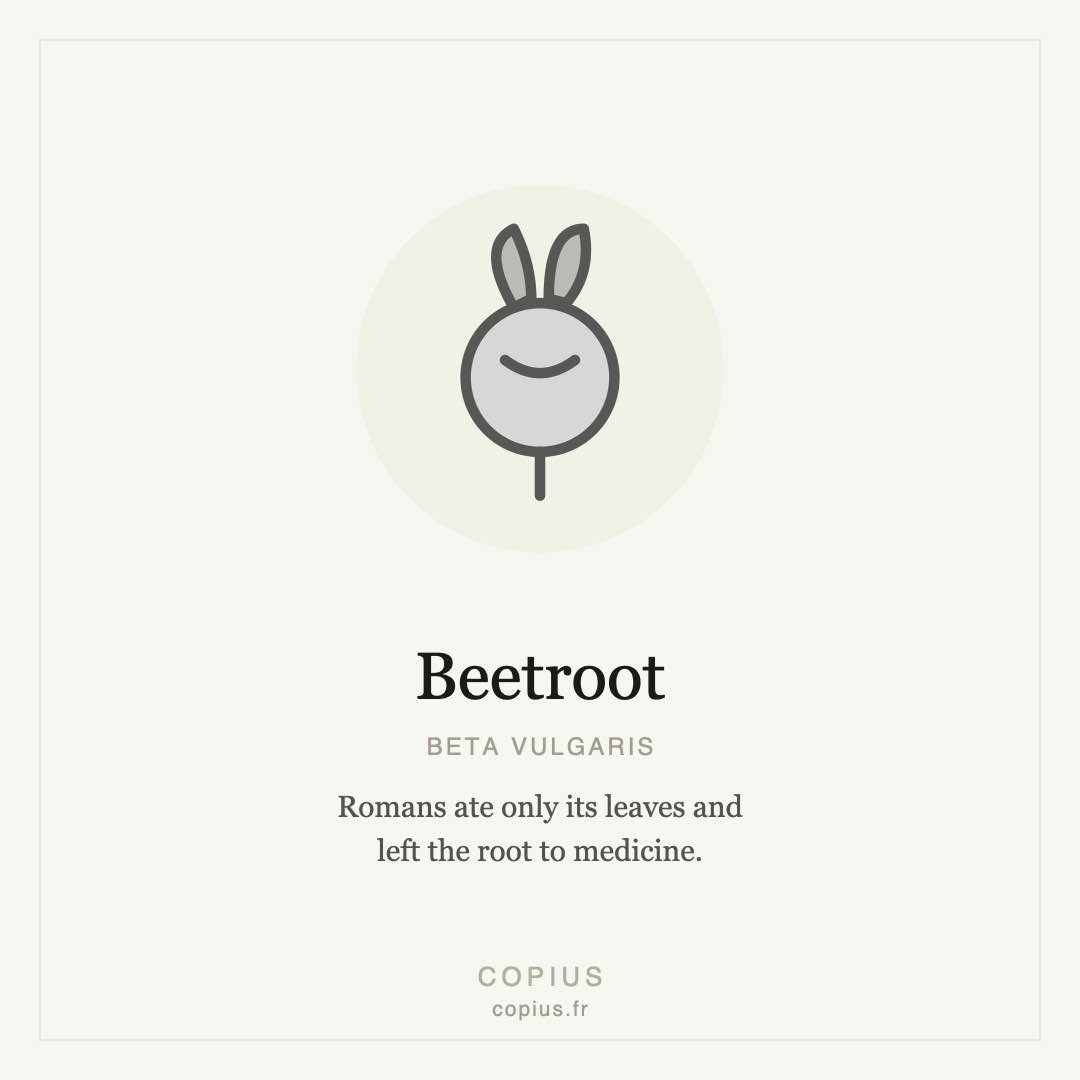 Beetroot
BETA VULGARIS
Romans ate only its leaves and
left the root to medicine.
COPIUS
copius.fr